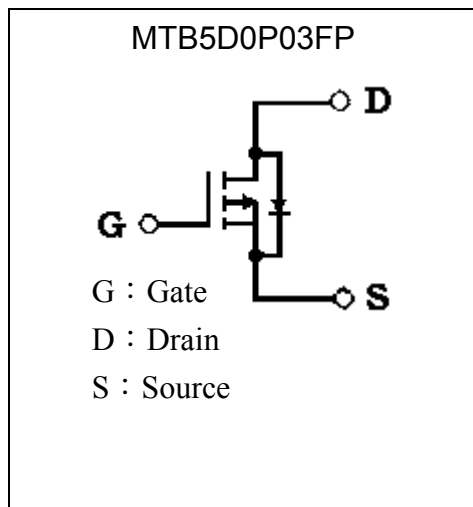 MTB5D0P03FP
D
G
S
G：Gate
D：Drain
S：Source